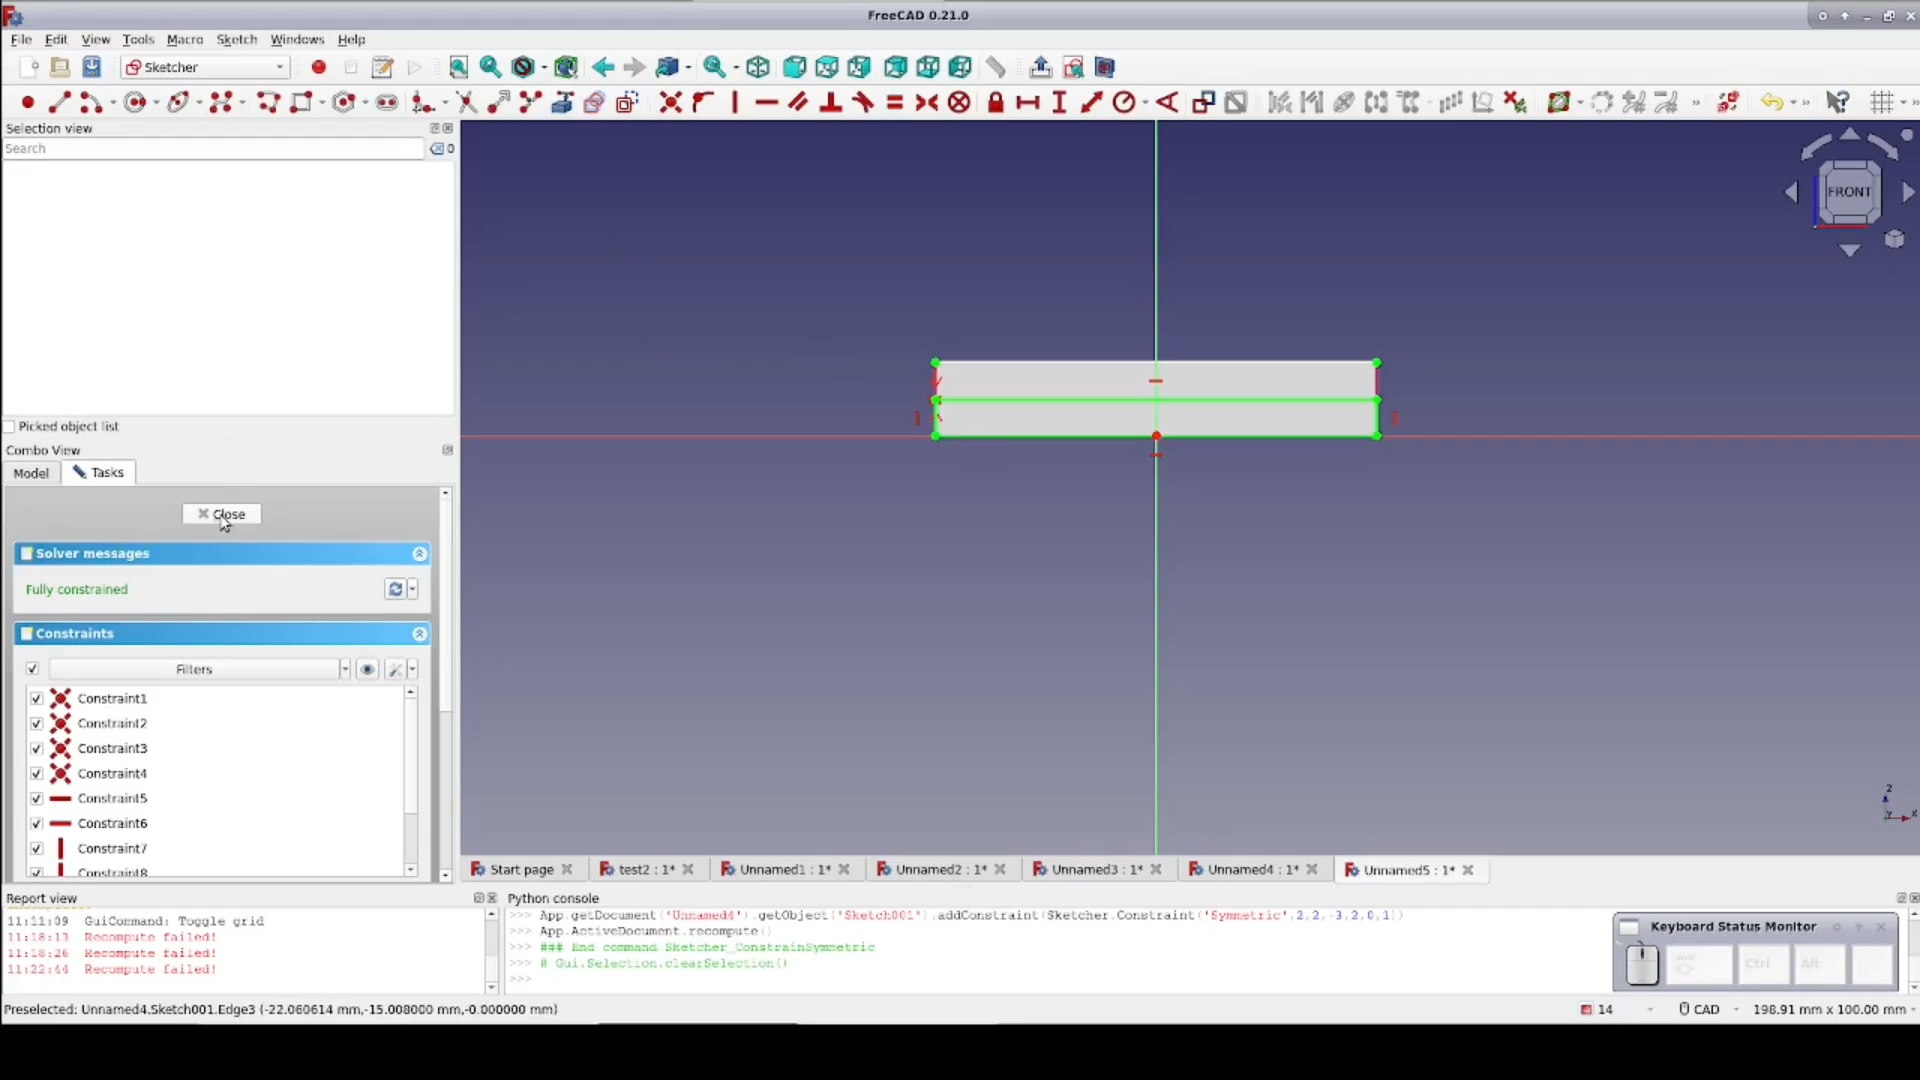 FreeCAD 0.21.0
File Edit View Tools Macro Sketch Windows Help
Sketcher
Selection view
Search
0
Picked object list
Combo View
Model Tasks
Close
Solver messages
Fully constrained
Constraints
Filters
Constraint1
Constraint2
Constraint3
Constraint4
Constraint5
Constraint6
Constraint7
Constraint8
FRONT
Z
Y
X
Start page test2 : 1* Unnamed1 : 1* Unnamed2 : 1* Unnamed3 : 1* Unnamed4 : 1* Unnamed5 : 1*
Report view
11:11:09 GuiCommand: Toggle grid
11:18:13 Recompute failed!
11:18:26 Recompute failed!
11:22:44 Recompute failed!
Python console
>>> App.getDocument('Unnamed4').getObject('Sketch001').addConstraint(Sketcher.Constraint('Symmetric',2,2,-3,2,0,1))
>>> App.ActiveDocument.recompute()
>>> ### End command Sketcher_ConstrainSymmetric
>>> # Gui.Selection.clearSelection()
>>>
Keyboard Status Monitor
Ctrl Alt
Preselected: Unnamed4.Sketch001.Edge3 (-22.060614 mm,-15.008000 mm,-0.000000 mm)
14 CAD 198.91 mm x 100.00 mm